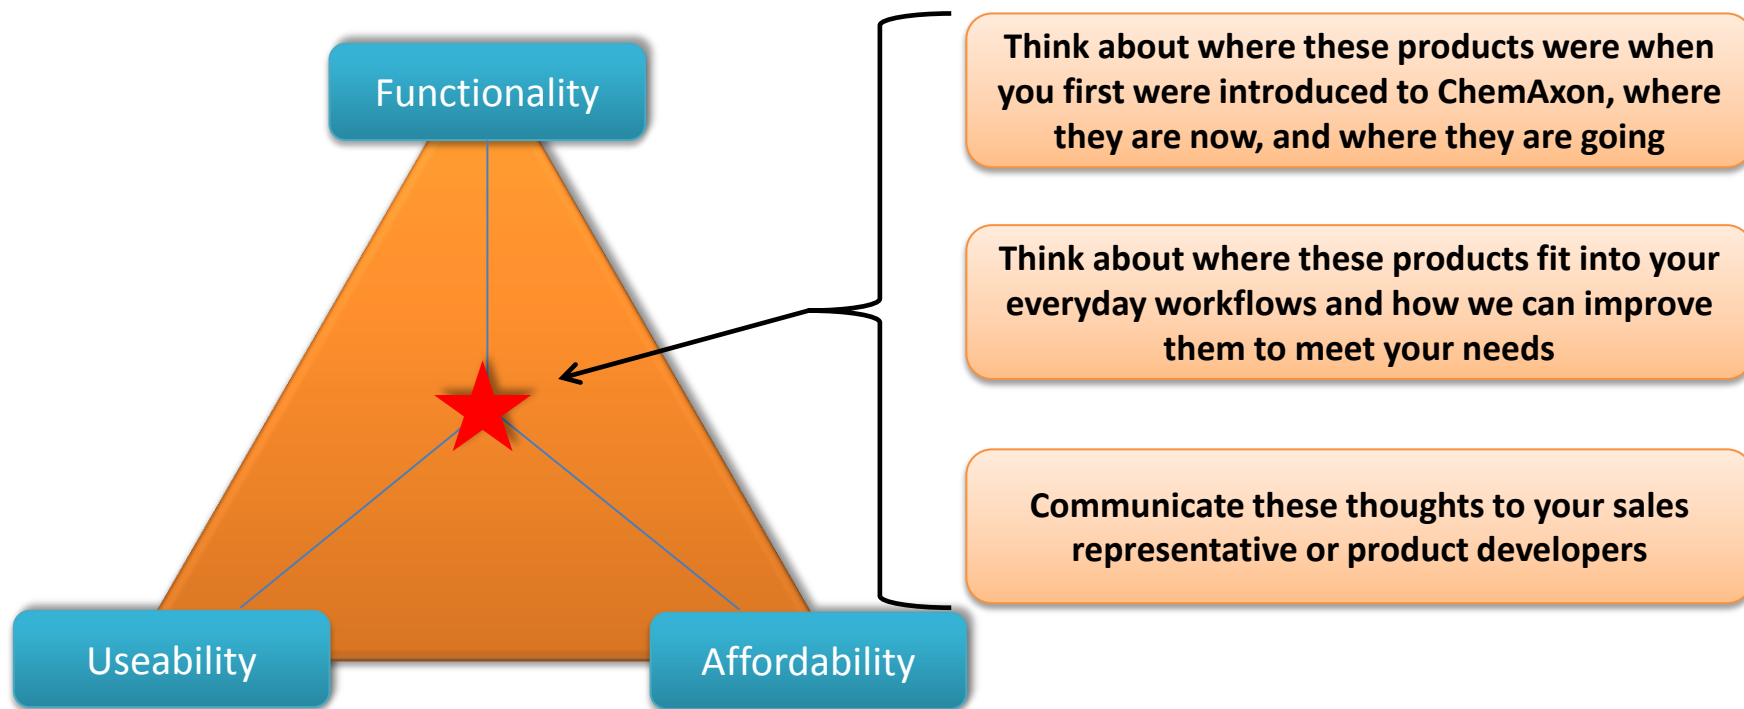 Functionality
Think about where these products were when
you first were introduced to ChemAxon, where
they are now, and where they are going
Think about where these products fit into your
everyday workflows and how we can improve
them to meet your needs
Communicate these thoughts to your sales
representative or product developers
Useability
Affordability